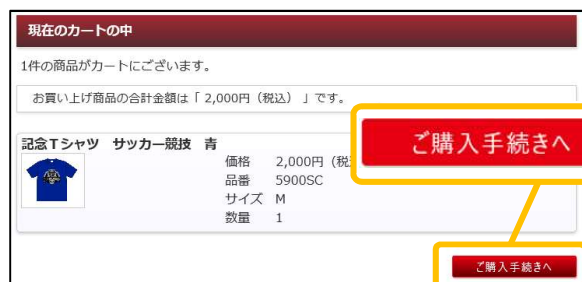 現在のカートの中
1件の商品がカートにございます。
お買い上げ商品の合計金額は「 2,000円（税込） 」です。
ご購入手続きへ
記念Tシャツ サッカー競技 青
価格 2,000円（税
品番 5900SC
サイズ M
数量 1
ご購入手続きへ